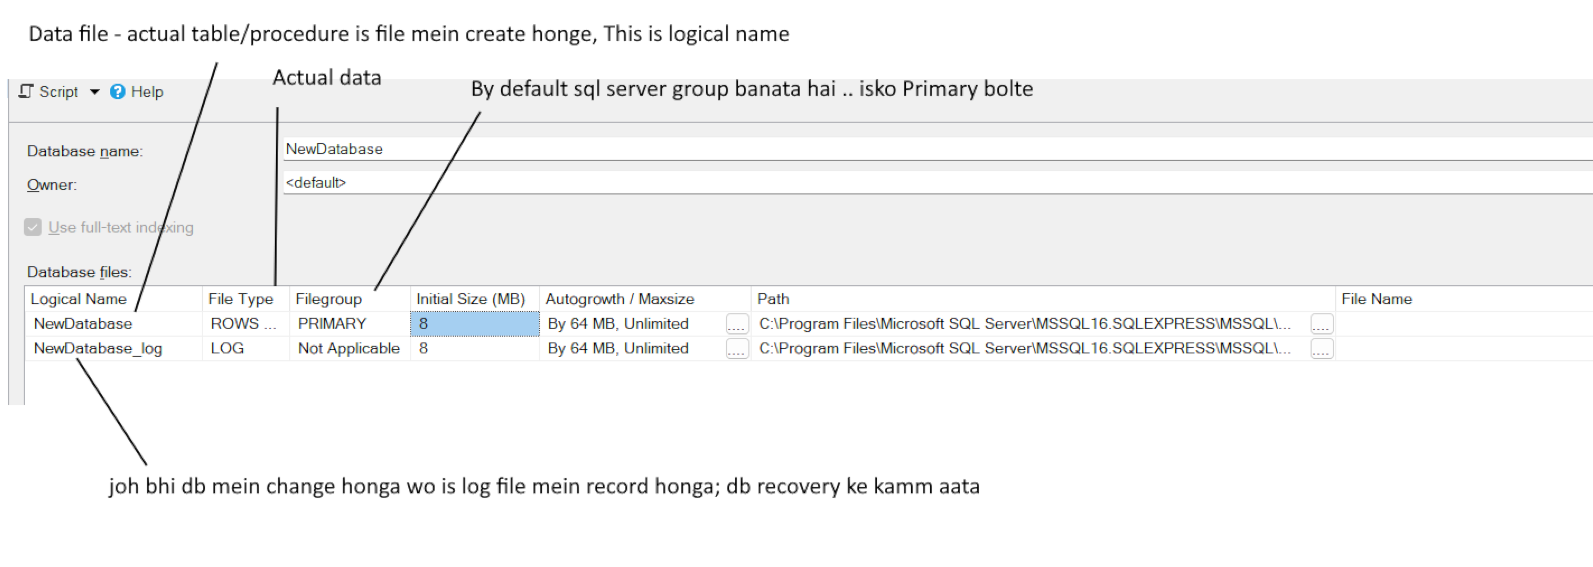 Data file - actual table/procedure is file mein create honge, This is logical name
Actual data
By default sql server group banata hai .. isko Primary bolte
Script Help
Database name: NewDatabase
Owner: <default>
Use full-text indexing
Database files:
Logical Name File Type Filegroup Initial Size (MB) Autogrowth / Maxsize Path File Name
NewDatabase ROWS ... PRIMARY 8 By 64 MB, Unlimited .... C:\Program Files\Microsoft SQL Server\MSSQL16.SQLEXPRESS\MSSQL\... ....
NewDatabase_log LOG Not Applicable 8 By 64 MB, Unlimited .... C:\Program Files\Microsoft SQL Server\MSSQL16.SQLEXPRESS\MSSQL\... ....
joh bhi db mein change honga wo is log file mein record honga; db recovery ke kamm aata